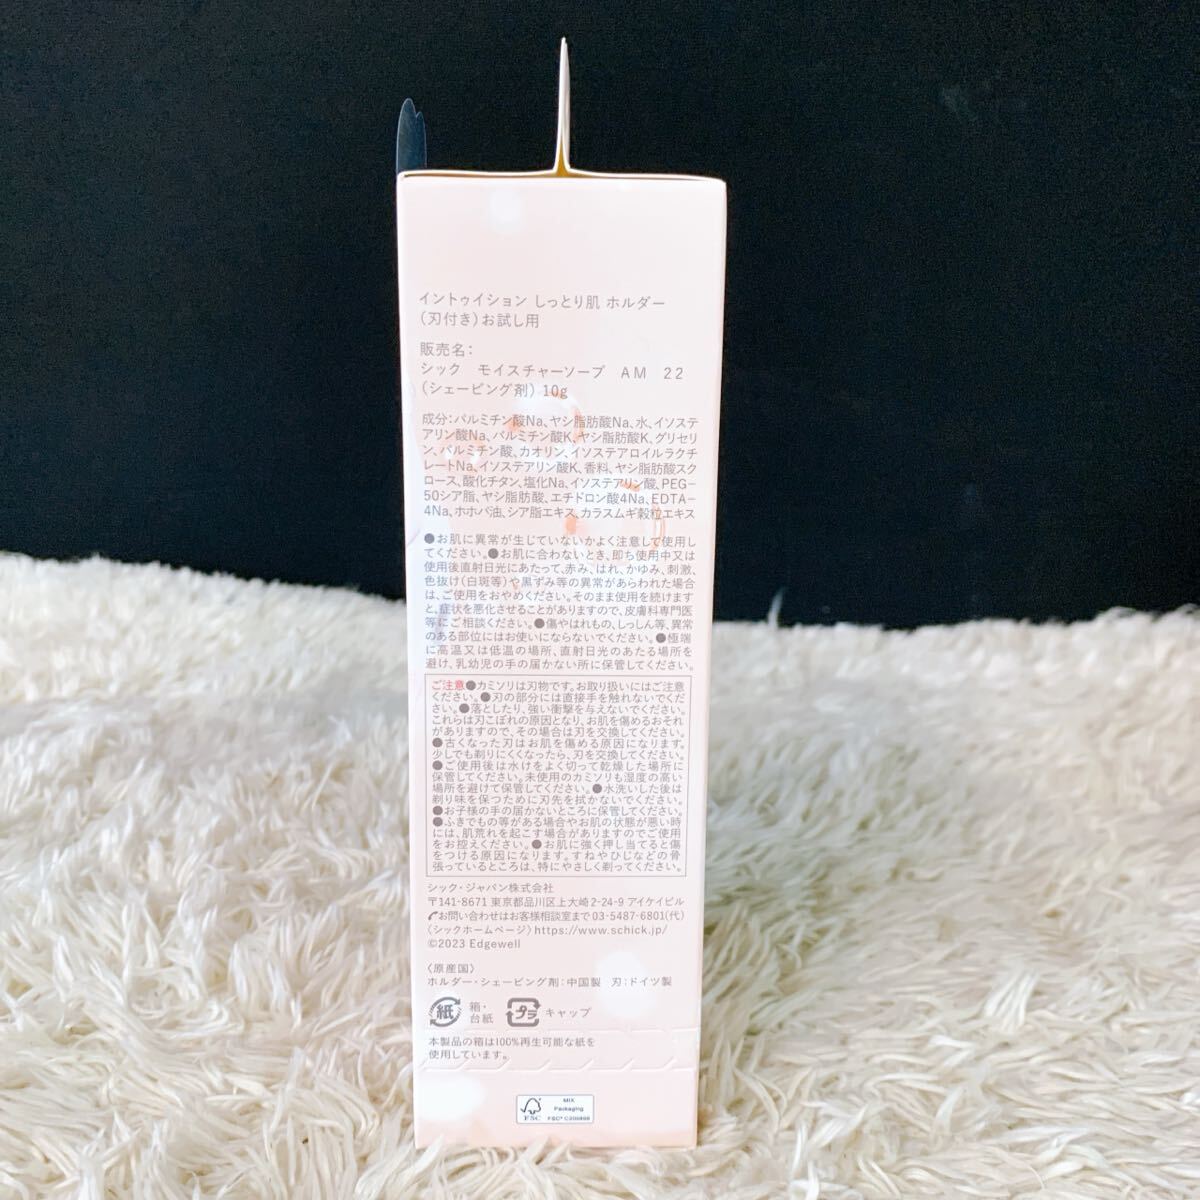 イントゥイション しっとり肌 ホルダー
(刃付き)お試し用
販売名：
シック モイスチャーソープ AM 22
(シェービング剤) 10g
成分：パルミチン酸Na、ヤシ脂肪酸Na、水、イソステ
アリン酸Na、パルミチン酸K、ヤシ脂肪酸K、グリセリ
ン、パルミチン酸、カオリン、イソステアロイルラクチ
レートNa、イソステアリン酸K、香料、ヤシ脂肪酸スク
ロース、酸化チタン、塩化Na、イソステアリン酸、PEG-
50シア脂、ヤシ脂肪酸、エチドロン酸4Na、EDTA-
4Na、ホホバ油、シア脂エキス、カラスムギ穀粒エキス
●お肌に異常が生じていないかよく注意して使用し
てください。●お肌に合わないとき、即ち使用中又は
使用後直射日光にあたって、赤み、はれ、かゆみ、刺激、
色抜け(白斑等)や黒ずみ等の異常があらわれた場合
は、ご使用をおやめください。そのまま使用を続けます
と、症状を悪化させることがありますので、皮膚科専門医
等にご相談ください。●傷やはれもの、しっしん等、異常
のある部位にはお使いにならないでください。●極端
に高温又は低温の場所、直射日光のあたる場所を
避け、乳幼児の手の届かない所に保管してください。
ご注意●カミソリは刃物です。お取り扱いにはご注意
ください。●刃の部分には直接手を触れないでくだ
さい。●落としたり、強い衝撃を与えないでください。
これらは刃こぼれの原因となり、お肌を傷めるおそれ
がありますので、その場合は刃を交換してください。
●古くなった刃はお肌を傷める原因になります。
少しでも剃りにくくなったら、刃を交換してください。
●ご使用後は水けをよく切って乾燥した場所に
保管してください。未使用のカミソリも湿度の高い
場所を避けて保管してください。●水洗いした後は
剃り味を保つために刃先を拭かないでください。
●お子様の手の届かないところに保管してください。
●ふきでもの等がある場合やお肌の状態が悪い時
には、肌荒れを起こす場合がありますのでご使用
をお控えください。●お肌に強く押し当てると傷
をつける原因になります。すねやひじなどの骨
張っているところは、特にやさしく剃ってください。
シック・ジャパン株式会社
〒141-8671 東京都品川区上大崎2-24-9 アイケイビル
お問い合わせはお客様相談室まで 03-5487-6801(代)
〈シックホームページ〉https://www.schick.jp/
©2023 Edgewell
〈原産国〉
ホルダー・シェービング剤：中国製 刃：ドイツ製
紙 箱・
台紙 プラ キャップ
本製品の箱は100%再生可能な紙を
使用しています。
MIX
Packaging
FSC